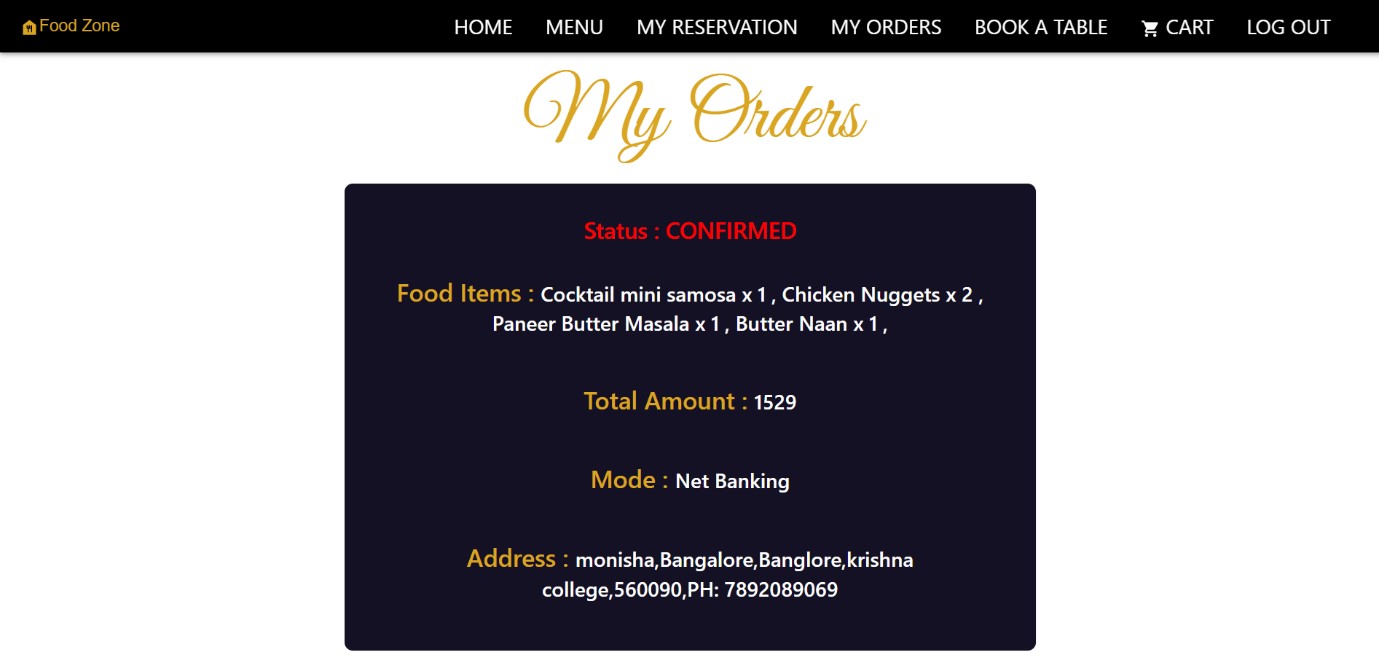 Food Zone HOME MENU MY RESERVATION MY ORDERS BOOK A TABLE CART LOG OUT
My Orders
Status : CONFIRMED
Food Items : Cocktail mini samosa x 1 , Chicken Nuggets x 2 ,
Paneer Butter Masala x 1 , Butter Naan x 1 ,
Total Amount : 1529
Mode : Net Banking
Address : monisha,Bangalore,Banglore,krishna
college,560090,PH: 7892089069